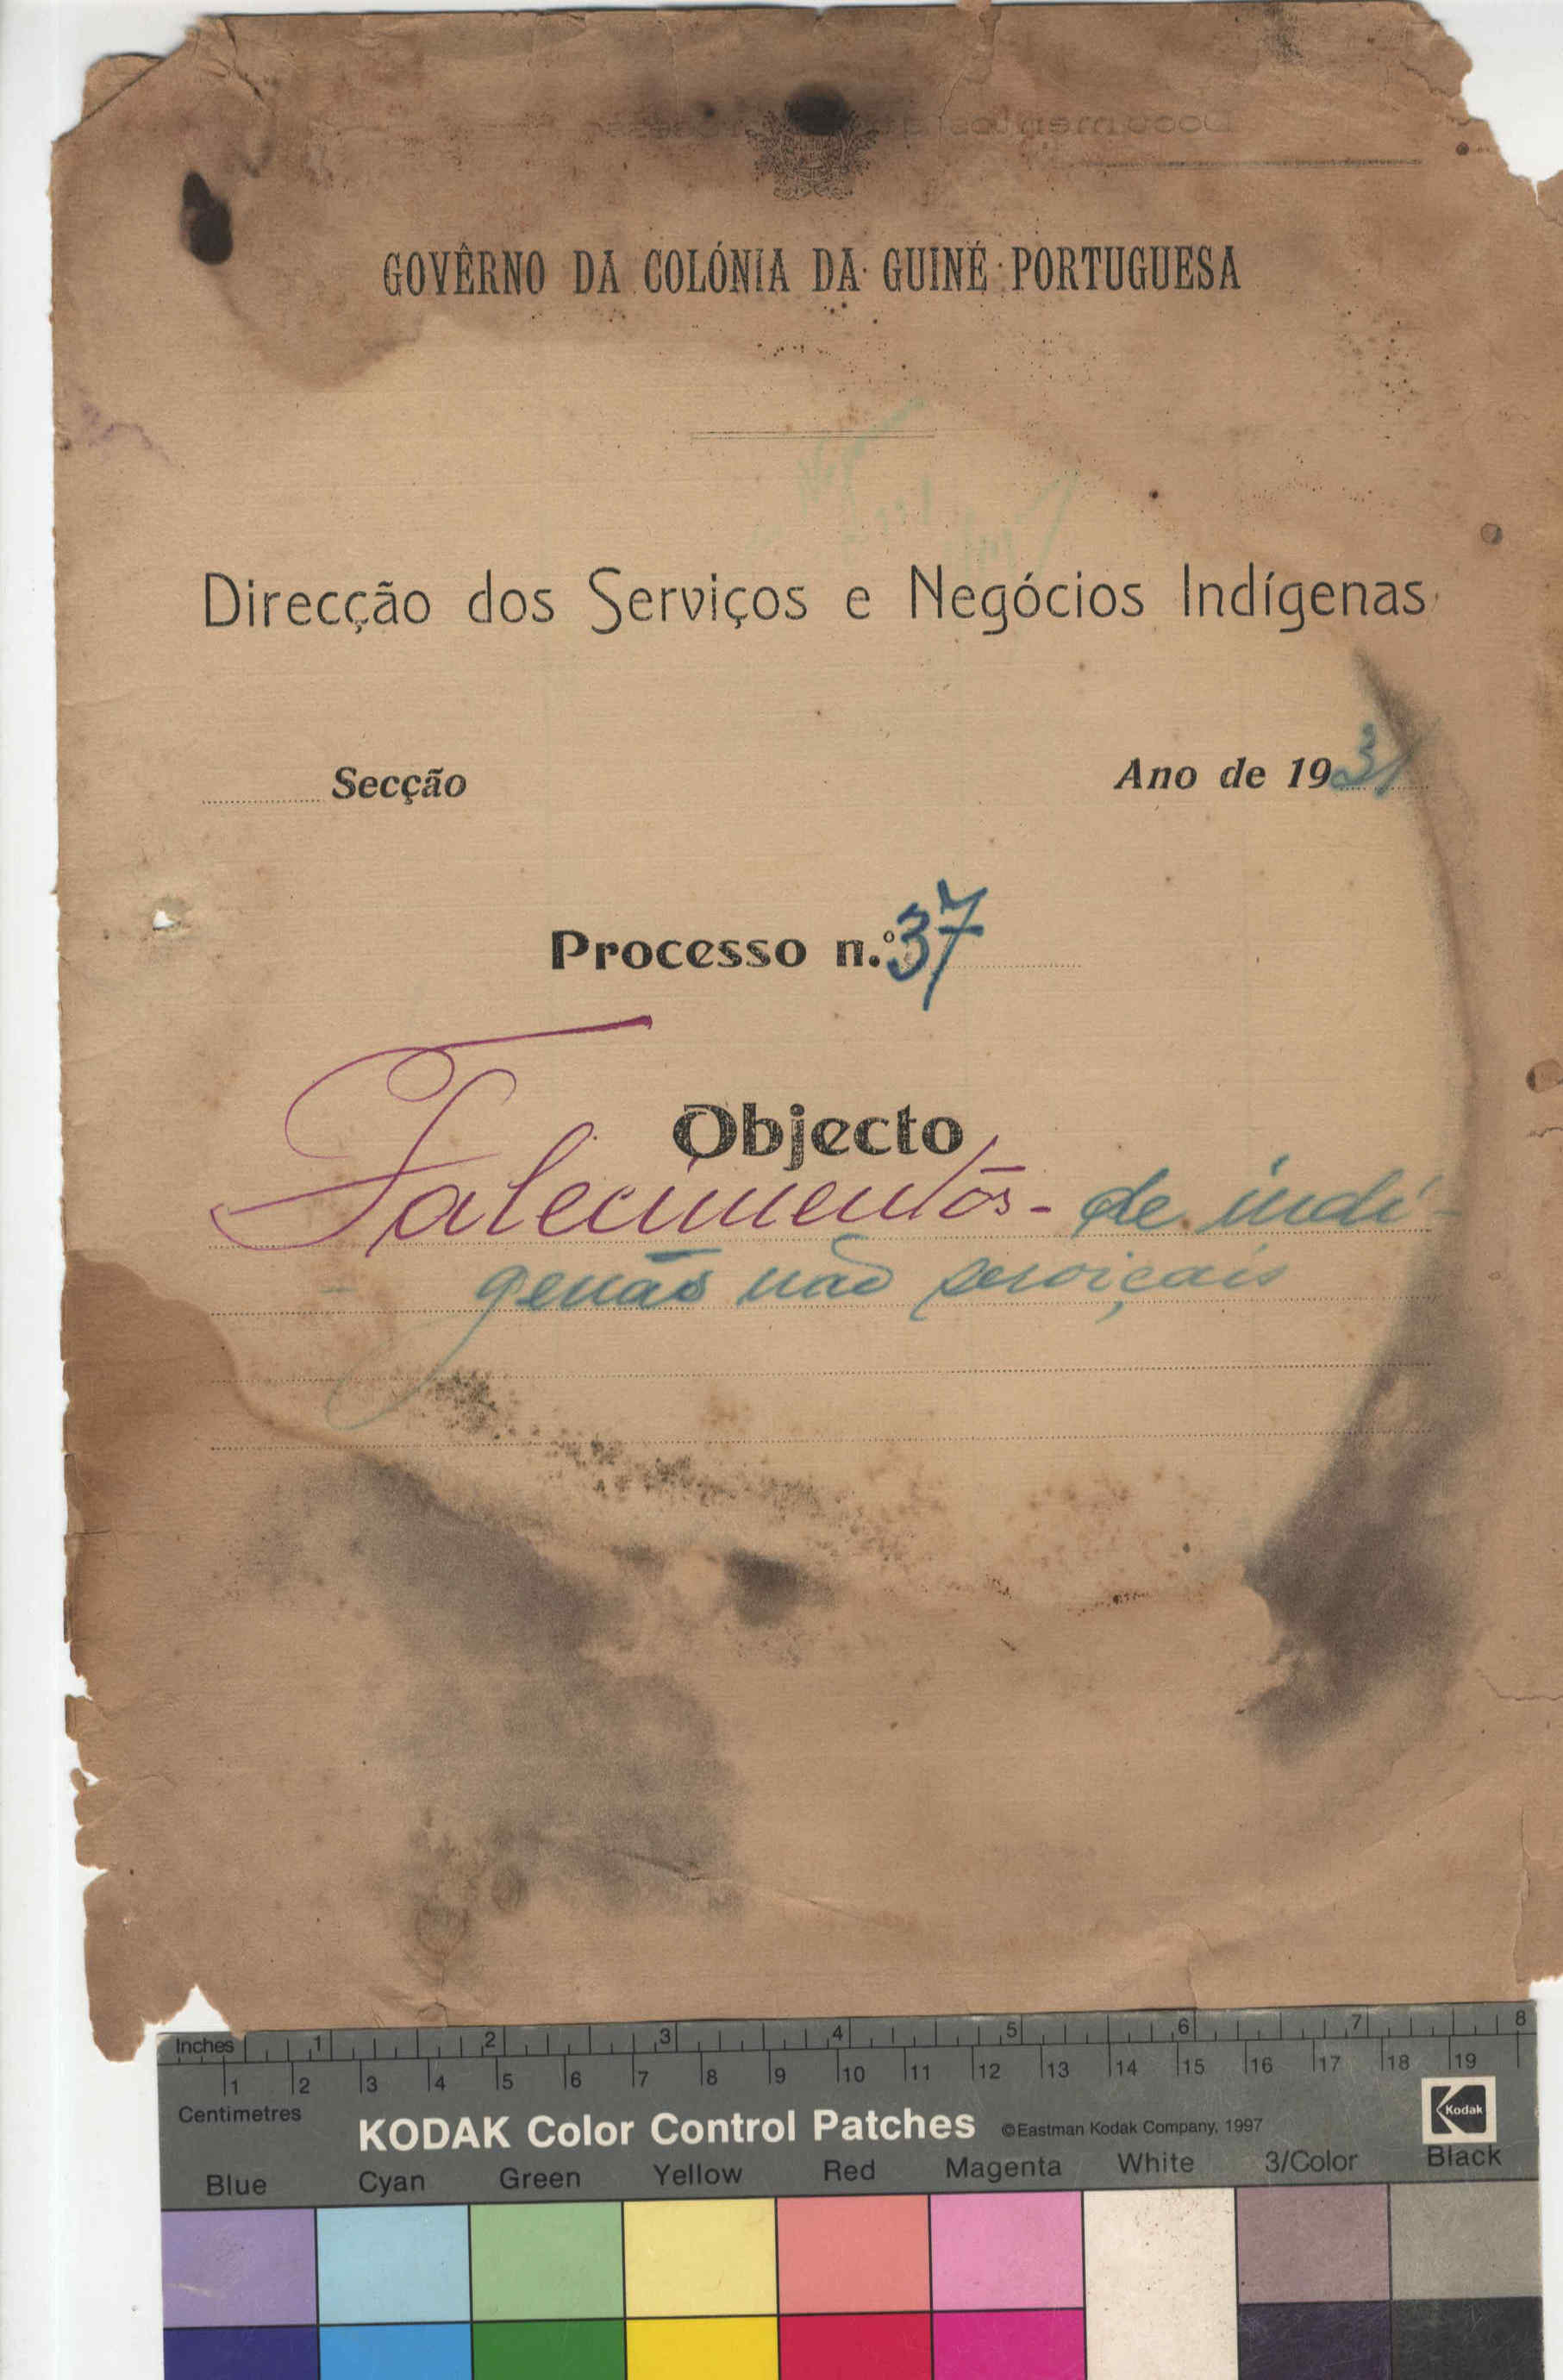 GOVÊRNO DA COLÓNIA DA GUINÉ PORTUGUESA
Direcção dos Serviços e Negócios Indígenas
Secção
Ano de 1931
Processo n.º 37
Objecto
Falecimentos - de indí-
genas não serviçais
Inches 1 2 3 4 5 6 7 8
1 2 3 4 5 6 7 8 9 10 11 12 13 14 15 16 17 18 19
Centimetres
KODAK Color Control Patches ©Eastman Kodak Company, 1997 Kodak
Blue Cyan Green Yellow Red Magenta White 3/Color Black